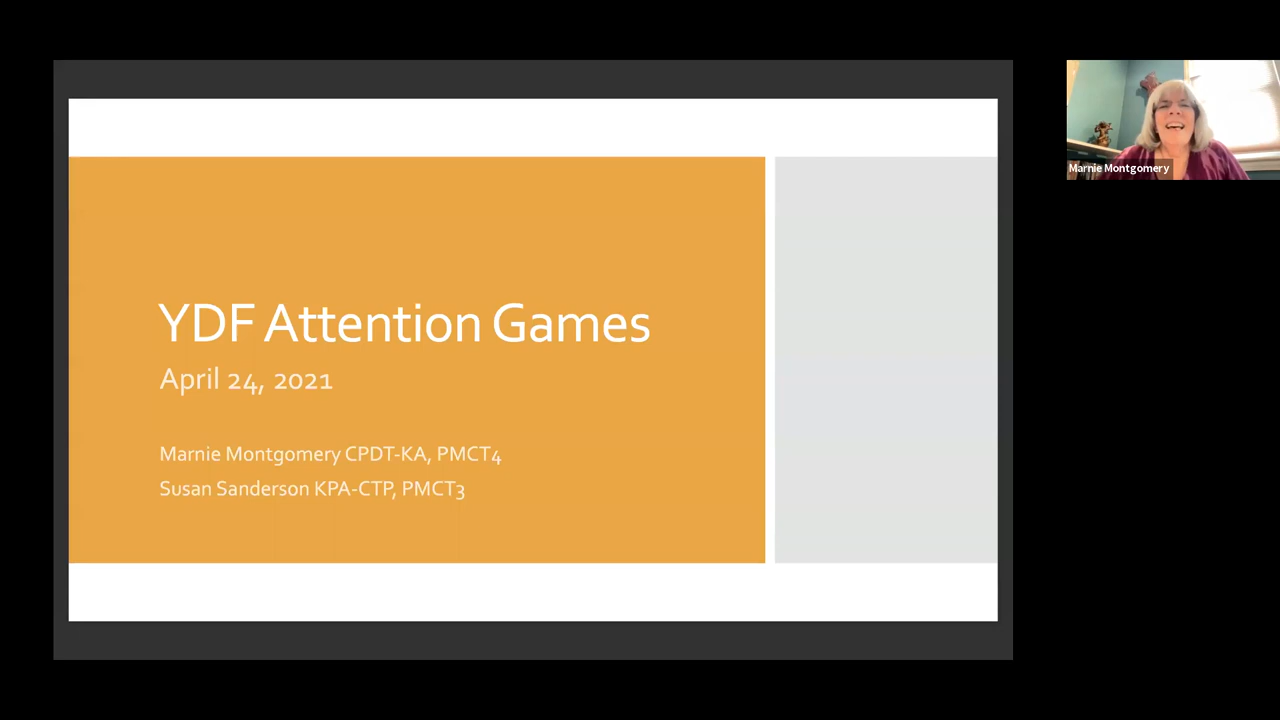 YDF Attention Games
April 24, 2021
Marnie Montgomery CPDT-KA, PMCT4
Susan Sanderson KPA-CTP, PMCT3
Marnie Montgomery